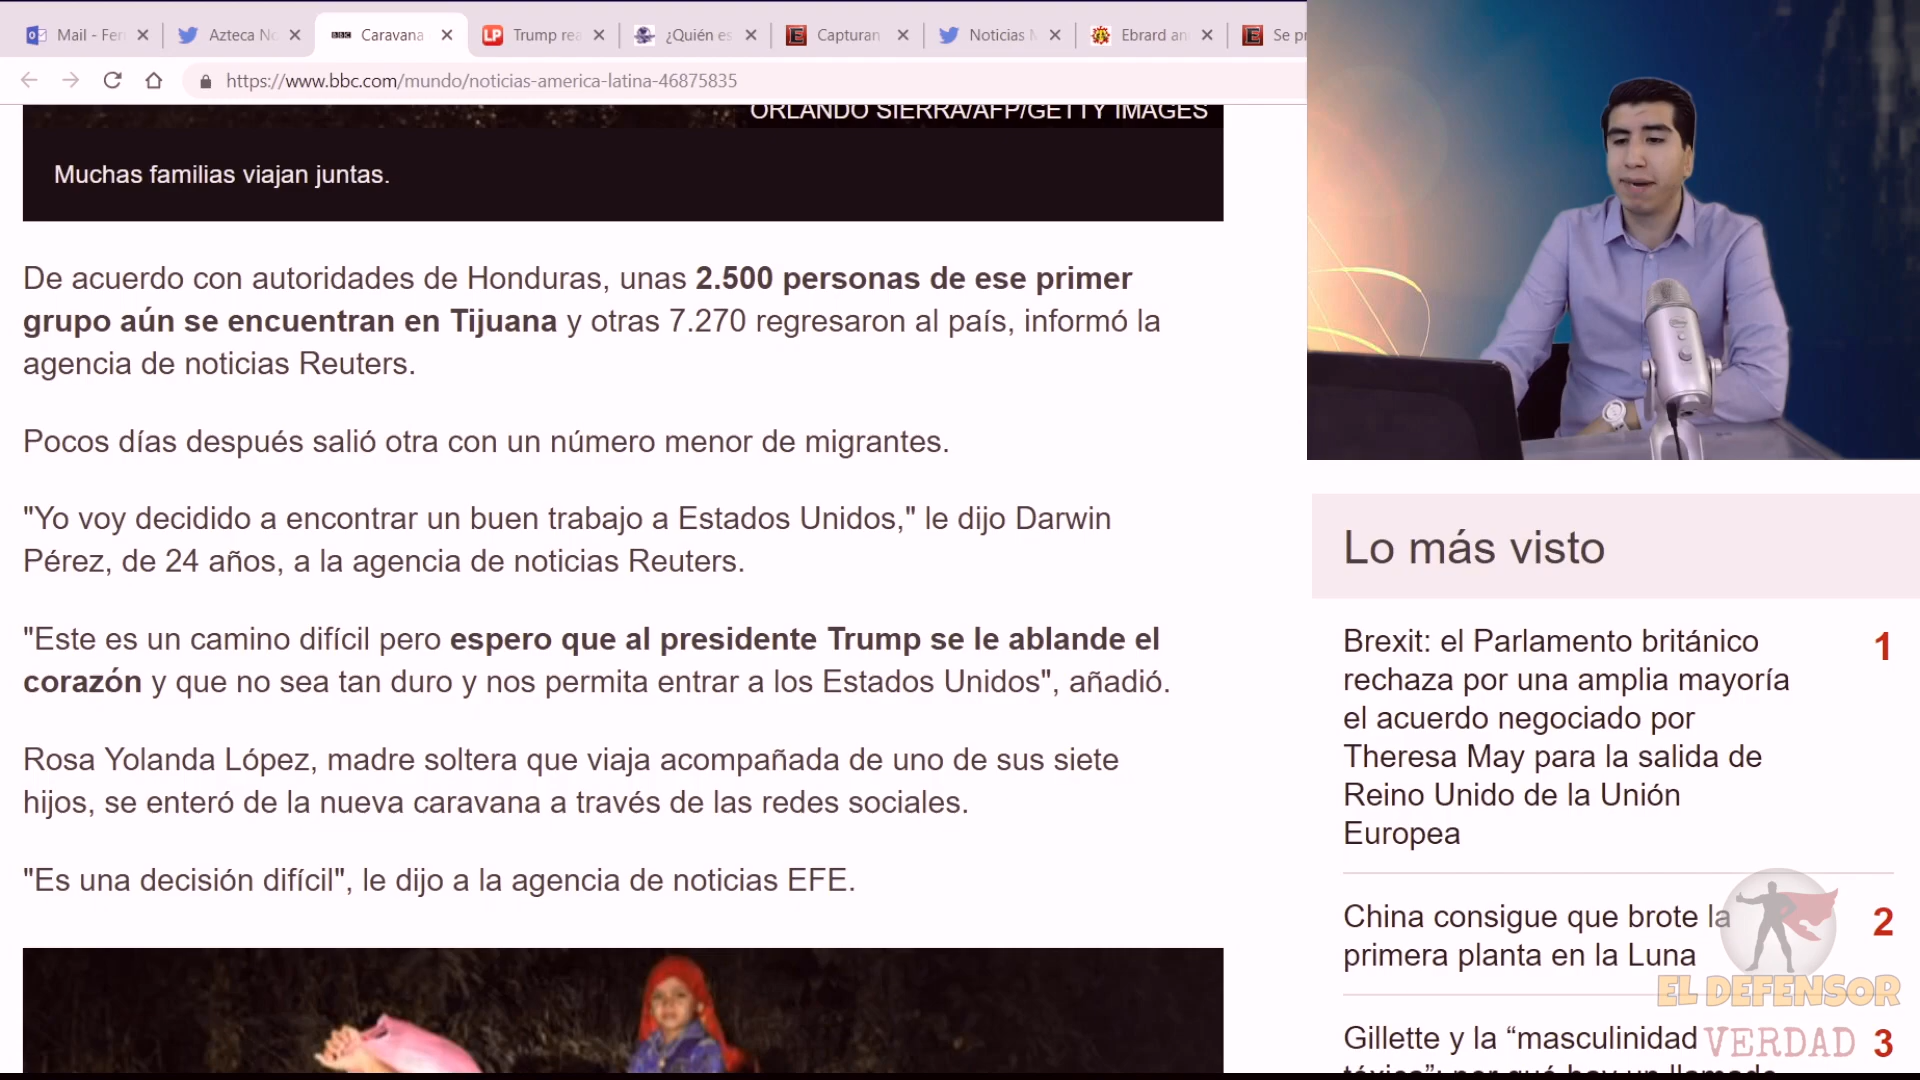 Mail - Fer
Azteca No
BBC
Caravana
LP
Trump rea
¿Quién es
Capturan
Noticias M
Ebrard an
Se pr
https://www.bbc.com/mundo/noticias-america-latina-46875835
ORLANDO SIERRA/AFP/GETTY IMAGES
Muchas familias viajan juntas.
De acuerdo con autoridades de Honduras, unas 2.500 personas de ese primer
grupo aún se encuentran en Tijuana y otras 7.270 regresaron al país, informó la
agencia de noticias Reuters.
Pocos días después salió otra con un número menor de migrantes.
"Yo voy decidido a encontrar un buen trabajo a Estados Unidos," le dijo Darwin
Pérez, de 24 años, a la agencia de noticias Reuters.
"Este es un camino difícil pero espero que al presidente Trump se le ablande el
corazón y que no sea tan duro y nos permita entrar a los Estados Unidos", añadió.
Rosa Yolanda López, madre soltera que viaja acompañada de uno de sus siete
hijos, se enteró de la nueva caravana a través de las redes sociales.
"Es una decisión difícil", le dijo a la agencia de noticias EFE.
Lo más visto
Brexit: el Parlamento británico 1
rechaza por una amplia mayoría
el acuerdo negociado por
Theresa May para la salida de
Reino Unido de la Unión
Europea
China consigue que brote la 2
primera planta en la Luna
Gillette y la “masculinidad 3
tóxica”: por qué hay un llamado
EL DEFENSOR
VERDAD